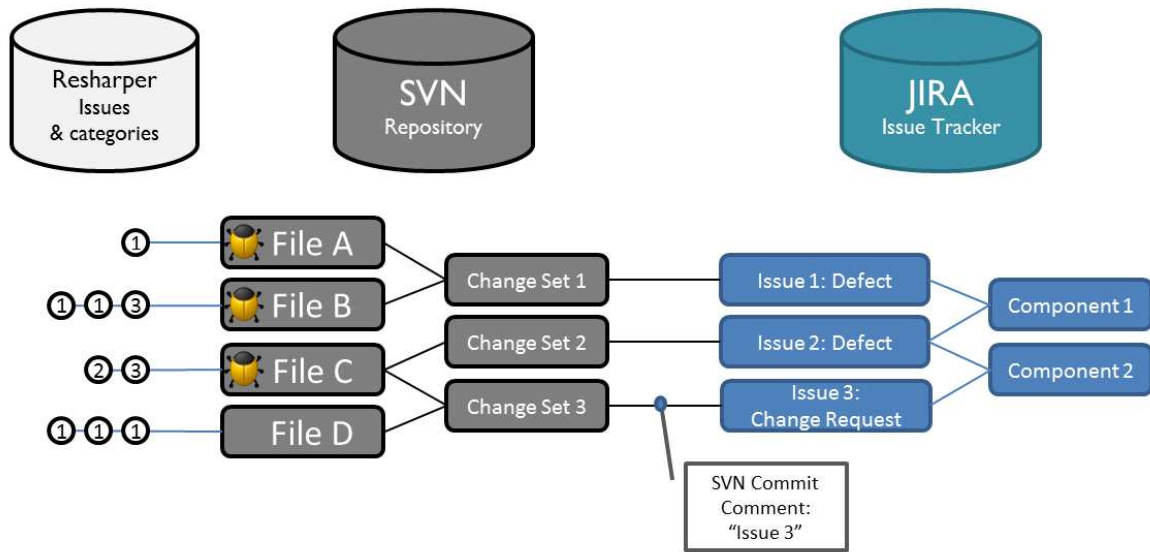 Resharper
Issues
& categories
SVN
Repository
JIRA
Issue Tracker
1
File A
1 1 3
File B
2 3
File C
1 1 1
File D
Change Set 1
Change Set 2
Change Set 3
Issue 1: Defect
Issue 2: Defect
Issue 3:
Change Request
Component 1
Component 2
SVN Commit
Comment:
“Issue 3”